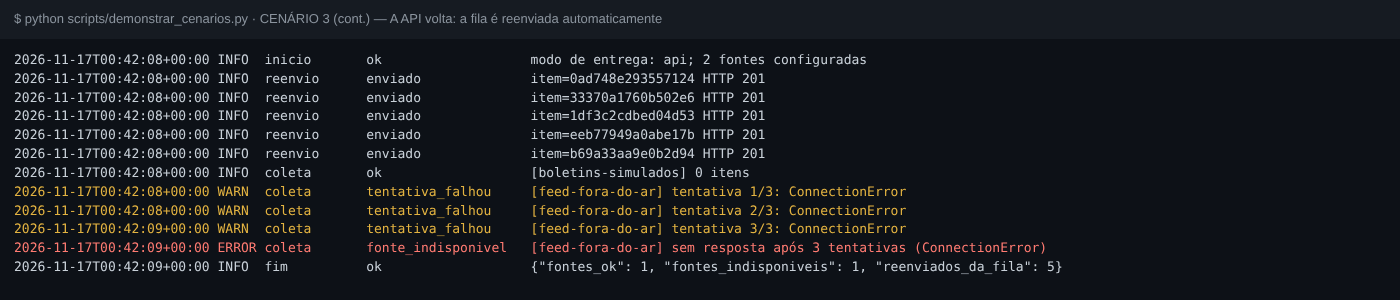 $ python scripts/demonstrar_cenarios.py · CENÁRIO 3 (cont.) — A API volta: a fila é reenviada automaticamente
2026-11-17T00:42:08+00:00 INFO inicio ok modo de entrega: api; 2 fontes configuradas
2026-11-17T00:42:08+00:00 INFO reenvio enviado item=0ad748e293557124 HTTP 201
2026-11-17T00:42:08+00:00 INFO reenvio enviado item=33370a1760b502e6 HTTP 201
2026-11-17T00:42:08+00:00 INFO reenvio enviado item=1df3c2cdbed04d53 HTTP 201
2026-11-17T00:42:08+00:00 INFO reenvio enviado item=eeb77949a0abe17b HTTP 201
2026-11-17T00:42:08+00:00 INFO reenvio enviado item=b69a33aa9e0b2d94 HTTP 201
2026-11-17T00:42:08+00:00 INFO coleta ok [boletins-simulados] 0 itens
2026-11-17T00:42:08+00:00 WARN coleta tentativa_falhou [feed-fora-do-ar] tentativa 1/3: ConnectionError
2026-11-17T00:42:08+00:00 WARN coleta tentativa_falhou [feed-fora-do-ar] tentativa 2/3: ConnectionError
2026-11-17T00:42:09+00:00 WARN coleta tentativa_falhou [feed-fora-do-ar] tentativa 3/3: ConnectionError
2026-11-17T00:42:09+00:00 ERROR coleta fonte_indisponivel [feed-fora-do-ar] sem resposta após 3 tentativas (ConnectionError)
2026-11-17T00:42:09+00:00 INFO fim ok {"fontes_ok": 1, "fontes_indisponiveis": 1, "reenviados_da_fila": 5}